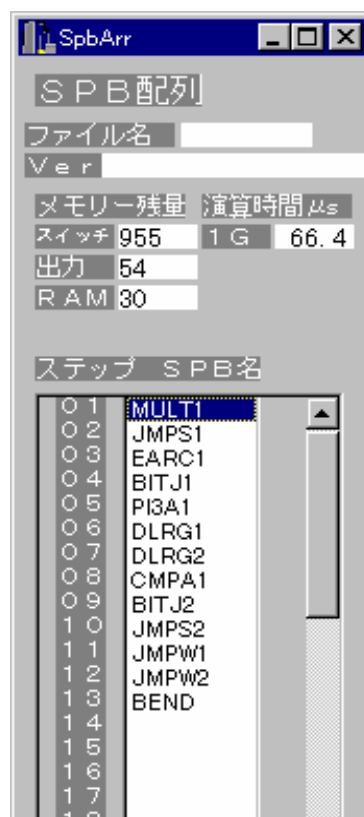 SpbArr
ＳＰＢ配列
ファイル名
Ｖｅｒ
メモリー残量 演算時間μs
スイッチ 955 １Ｇ 66.4
出力 54
ＲＡＭ 30
ステップ ＳＰＢ名
０１ MULT1
０２ JMPS1
０３ EARC1
０４ BITJ1
０５ PI3A1
０６ DLRG1
０７ DLRG2
０８ CMPA1
０９ BITJ2
１０ JMPS2
１１ JMPW1
１２ JMPW2
１３ BEND
１４
１５
１６
１７